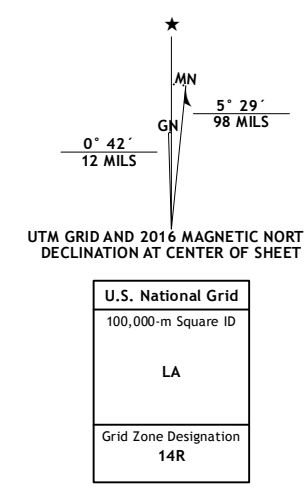 ★
MN
5° 29´
98 MILS
GN
0° 42´
12 MILS
UTM GRID AND 2016 MAGNETIC NORT
DECLINATION AT CENTER OF SHEET
U.S. National Grid
100,000-m Square ID
LA
Grid Zone Designation
14R